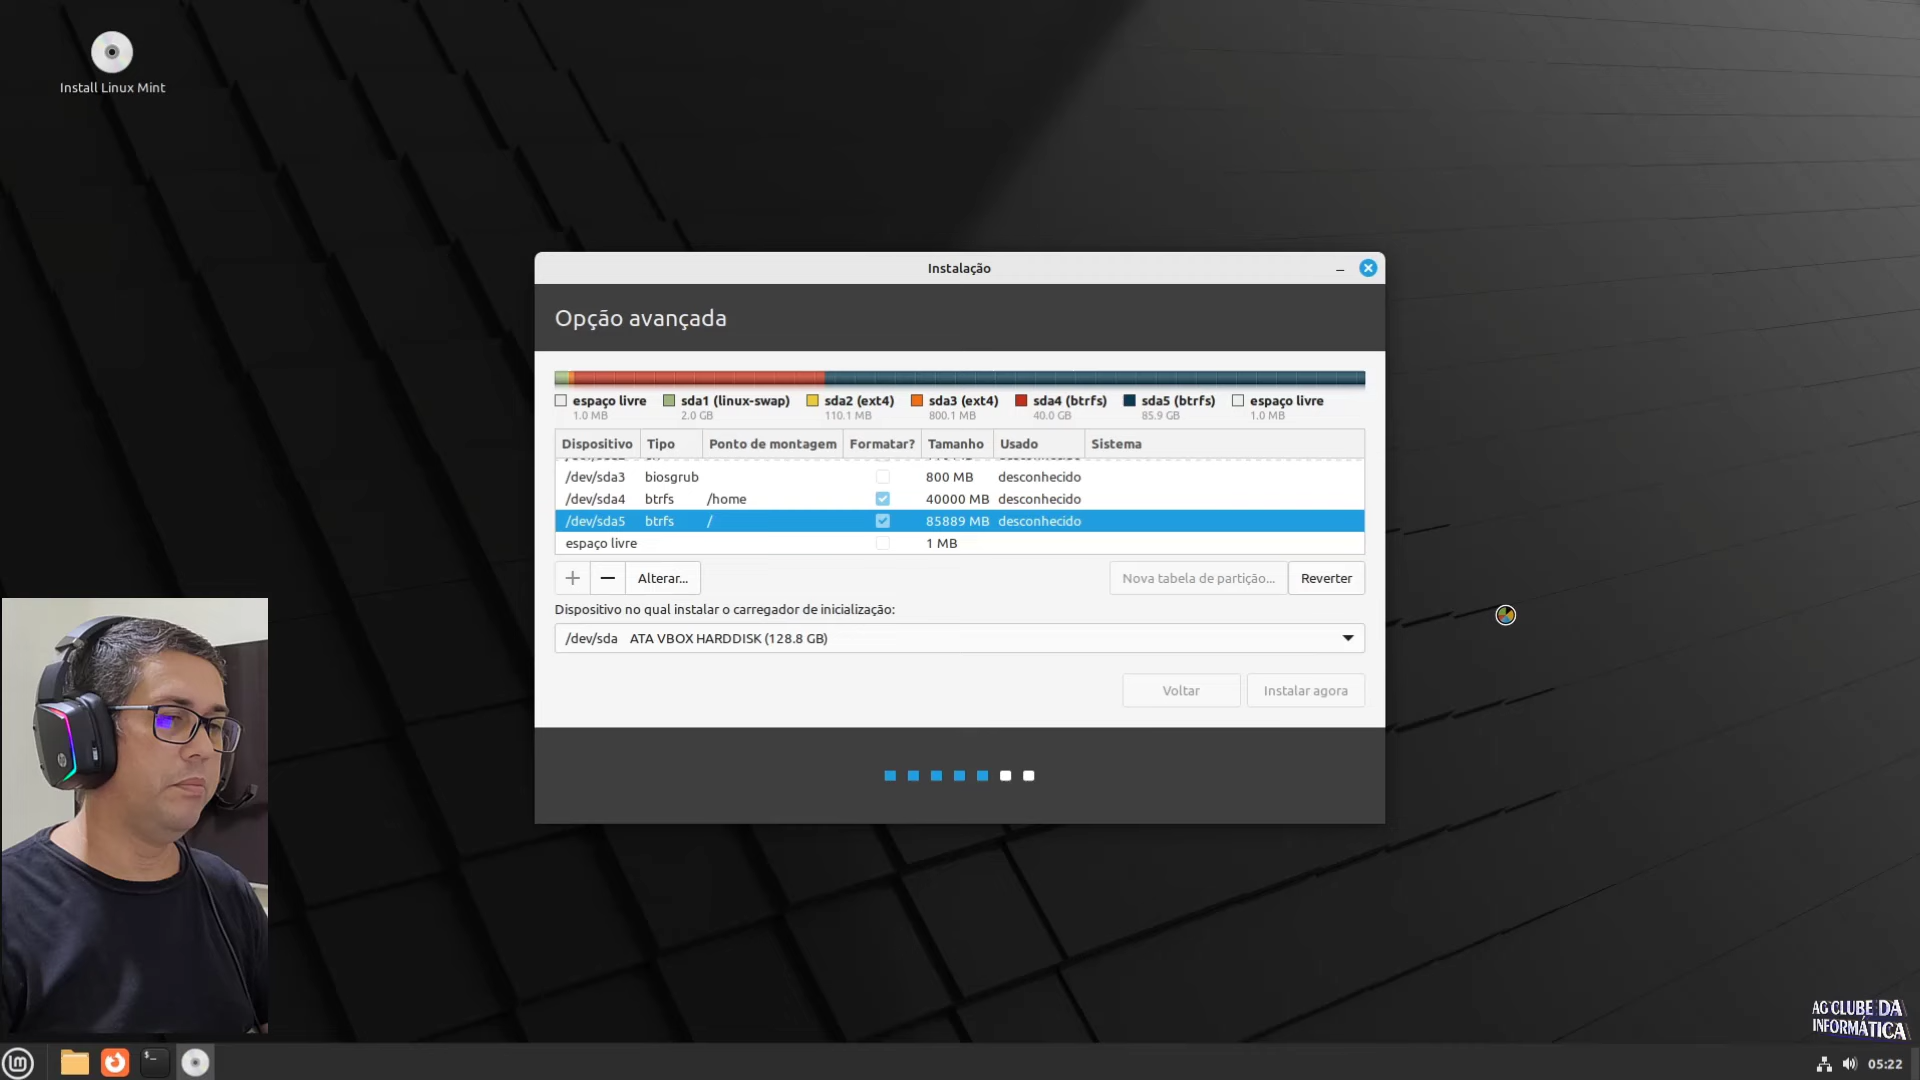 Install Linux Mint
Instalação
Opção avançada
espaço livre sda1 (linux-swap) sda2 (ext4) sda3 (ext4) sda4 (btrfs) sda5 (btrfs) espaço livre
1.0 MB 2.0 GB 110.1 MB 800.1 MB 40.0 GB 85.9 GB 1.0 MB
Dispositivo Tipo Ponto de montagem Formatar? Tamanho Usado Sistema
/dev/sda3 biosgrub 800 MB desconhecido
/dev/sda4 btrfs /home 40000 MB desconhecido
/dev/sda5 btrfs / 85889 MB desconhecido
espaço livre 1 MB
+ − Alterar... Nova tabela de partição... Reverter
Dispositivo no qual instalar o carregador de inicialização:
/dev/sda ATA VBOX HARDDISK (128.8 GB)
Voltar Instalar agora
AG CLUBE DA
INFORMÁTICA
05:22